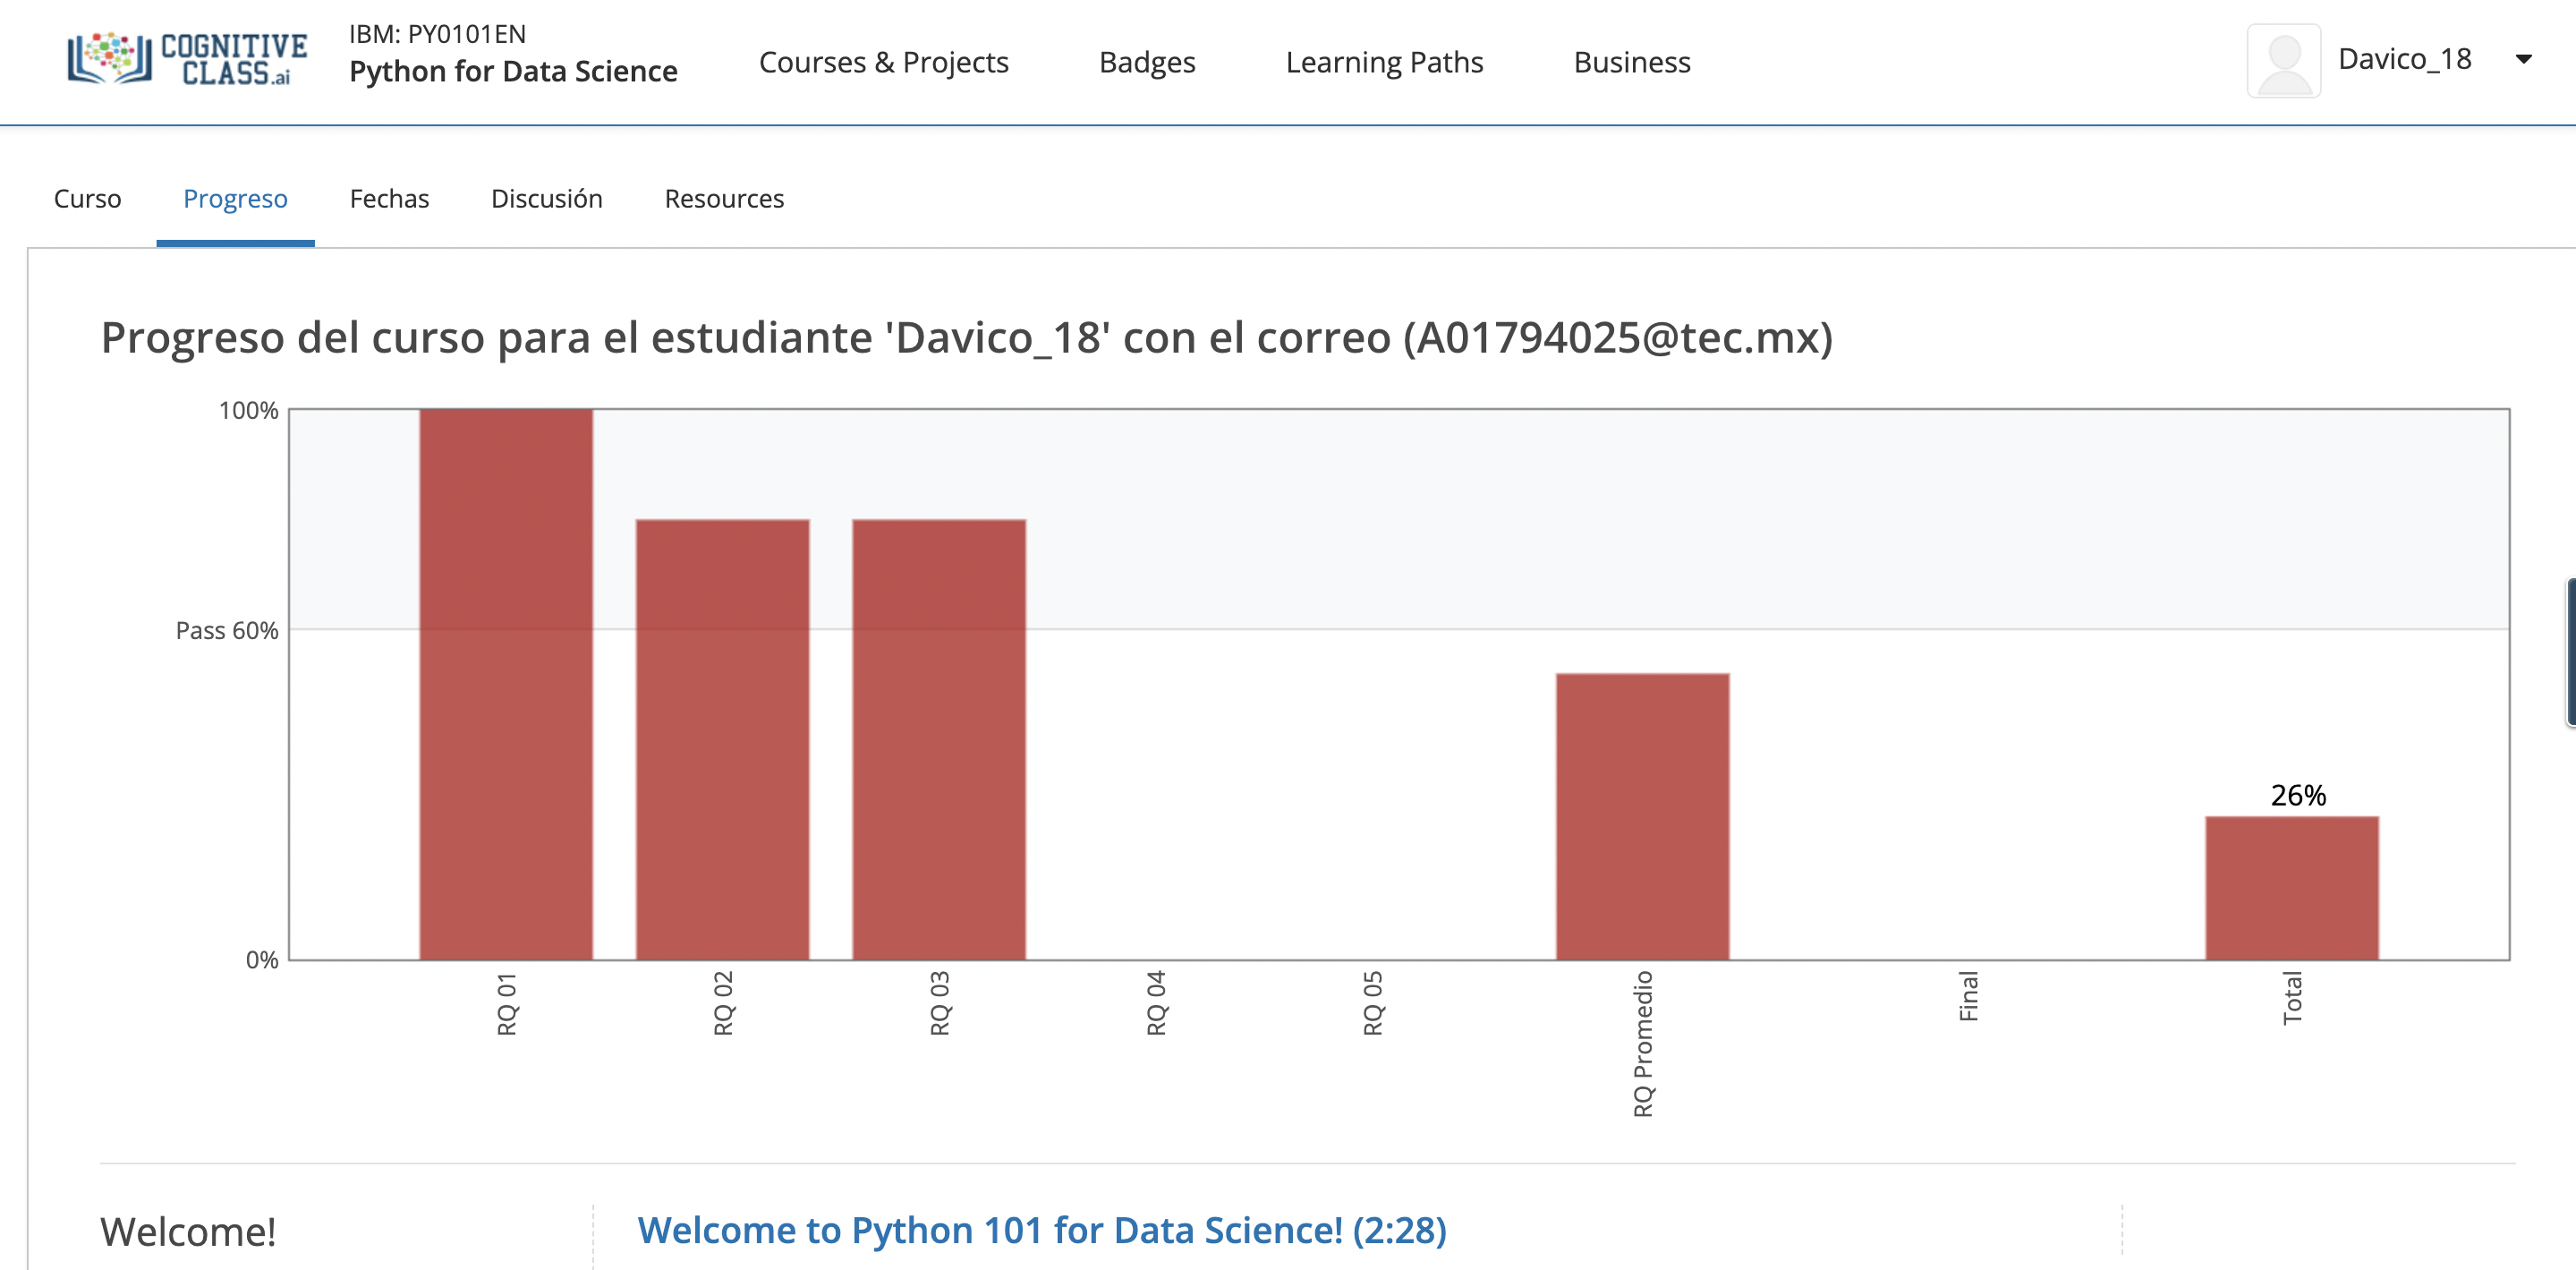 COGNITIVE
CLASS.ai
IBM: PY0101EN
Python for Data Science
Courses & Projects
Badges
Learning Paths
Business
Davico_18
Curso
Progreso
Fechas
Discusión
Resources
Progreso del curso para el estudiante 'Davico_18' con el correo (A01794025@tec.mx)
100%
Pass 60%
0%
26%
RQ 01
RQ 02
RQ 03
RQ 04
RQ 05
RQ Promedio
Final
Total
Welcome!
Welcome to Python 101 for Data Science! (2:28)